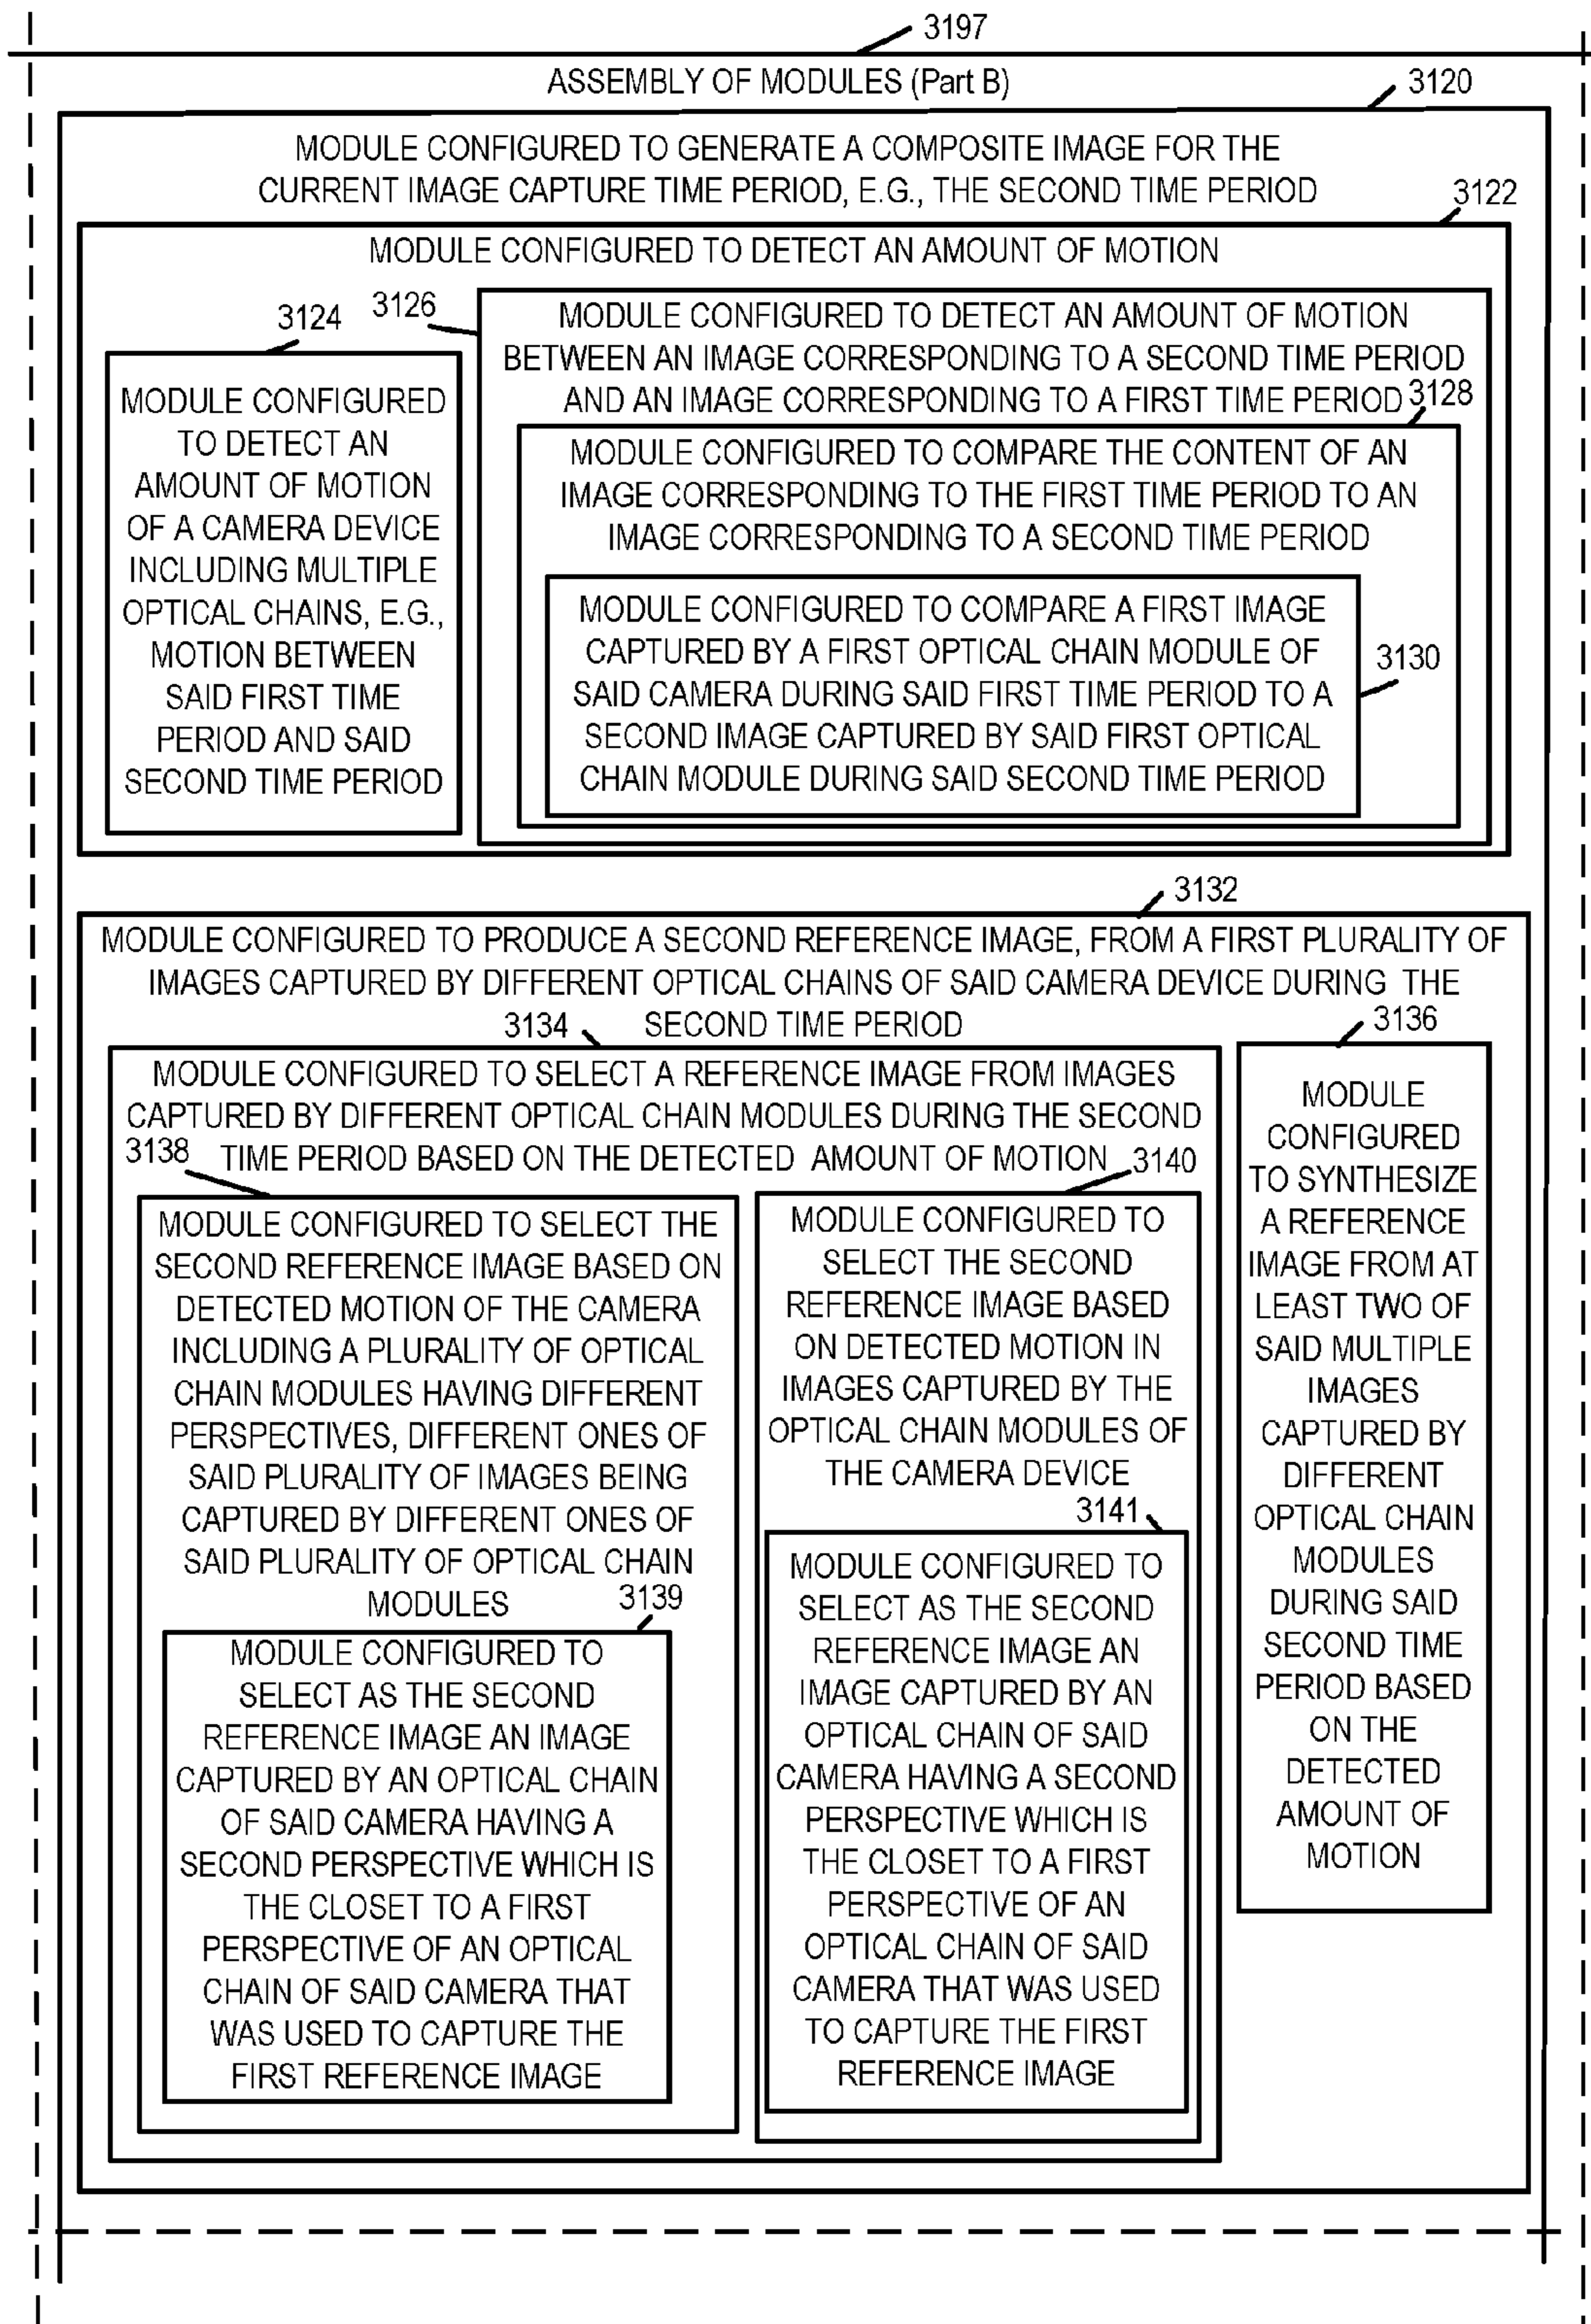 3197
ASSEMBLY OF MODULES (Part B)
3120
MODULE CONFIGURED TO GENERATE A COMPOSITE IMAGE FOR THE
CURRENT IMAGE CAPTURE TIME PERIOD, E.G., THE SECOND TIME PERIOD
3122
MODULE CONFIGURED TO DETECT AN AMOUNT OF MOTION
3124
MODULE CONFIGURED
TO DETECT AN
AMOUNT OF MOTION
OF A CAMERA DEVICE
INCLUDING MULTIPLE
OPTICAL CHAINS, E.G.,
MOTION BETWEEN
SAID FIRST TIME
PERIOD AND SAID
SECOND TIME PERIOD
3126
MODULE CONFIGURED TO DETECT AN AMOUNT OF MOTION
BETWEEN AN IMAGE CORRESPONDING TO A SECOND TIME PERIOD
AND AN IMAGE CORRESPONDING TO A FIRST TIME PERIOD
3128
MODULE CONFIGURED TO COMPARE THE CONTENT OF AN
IMAGE CORRESPONDING TO THE FIRST TIME PERIOD TO AN
IMAGE CORRESPONDING TO A SECOND TIME PERIOD
MODULE CONFIGURED TO COMPARE A FIRST IMAGE
CAPTURED BY A FIRST OPTICAL CHAIN MODULE OF
SAID CAMERA DURING SAID FIRST TIME PERIOD TO A
SECOND IMAGE CAPTURED BY SAID FIRST OPTICAL
CHAIN MODULE DURING SAID SECOND TIME PERIOD
3130
3132
MODULE CONFIGURED TO PRODUCE A SECOND REFERENCE IMAGE, FROM A FIRST PLURALITY OF
IMAGES CAPTURED BY DIFFERENT OPTICAL CHAINS OF SAID CAMERA DEVICE DURING THE
SECOND TIME PERIOD
3134
MODULE CONFIGURED TO SELECT A REFERENCE IMAGE FROM IMAGES
CAPTURED BY DIFFERENT OPTICAL CHAIN MODULES DURING THE SECOND
TIME PERIOD BASED ON THE DETECTED AMOUNT OF MOTION
3138
MODULE CONFIGURED TO SELECT THE
SECOND REFERENCE IMAGE BASED ON
DETECTED MOTION OF THE CAMERA
INCLUDING A PLURALITY OF OPTICAL
CHAIN MODULES HAVING DIFFERENT
PERSPECTIVES, DIFFERENT ONES OF
SAID PLURALITY OF IMAGES BEING
CAPTURED BY DIFFERENT ONES OF
SAID PLURALITY OF OPTICAL CHAIN
MODULES
3139
MODULE CONFIGURED TO
SELECT AS THE SECOND
REFERENCE IMAGE AN IMAGE
CAPTURED BY AN OPTICAL CHAIN
OF SAID CAMERA HAVING A
SECOND PERSPECTIVE WHICH IS
THE CLOSET TO A FIRST
PERSPECTIVE OF AN OPTICAL
CHAIN OF SAID CAMERA THAT
WAS USED TO CAPTURE THE
FIRST REFERENCE IMAGE
3140
MODULE CONFIGURED TO
SELECT THE SECOND
REFERENCE IMAGE BASED
ON DETECTED MOTION IN
IMAGES CAPTURED BY THE
OPTICAL CHAIN MODULES OF
THE CAMERA DEVICE
3141
MODULE CONFIGURED TO
SELECT AS THE SECOND
REFERENCE IMAGE AN
IMAGE CAPTURED BY AN
OPTICAL CHAIN OF SAID
CAMERA HAVING A SECOND
PERSPECTIVE WHICH IS
THE CLOSET TO A FIRST
PERSPECTIVE OF AN
OPTICAL CHAIN OF SAID
CAMERA THAT WAS USED
TO CAPTURE THE FIRST
REFERENCE IMAGE
3136
MODULE
CONFIGURED
TO SYNTHESIZE
A REFERENCE
IMAGE FROM AT
LEAST TWO OF
SAID MULTIPLE
IMAGES
CAPTURED BY
DIFFERENT
OPTICAL CHAIN
MODULES
DURING SAID
SECOND TIME
PERIOD BASED
ON THE
DETECTED
AMOUNT OF
MOTION